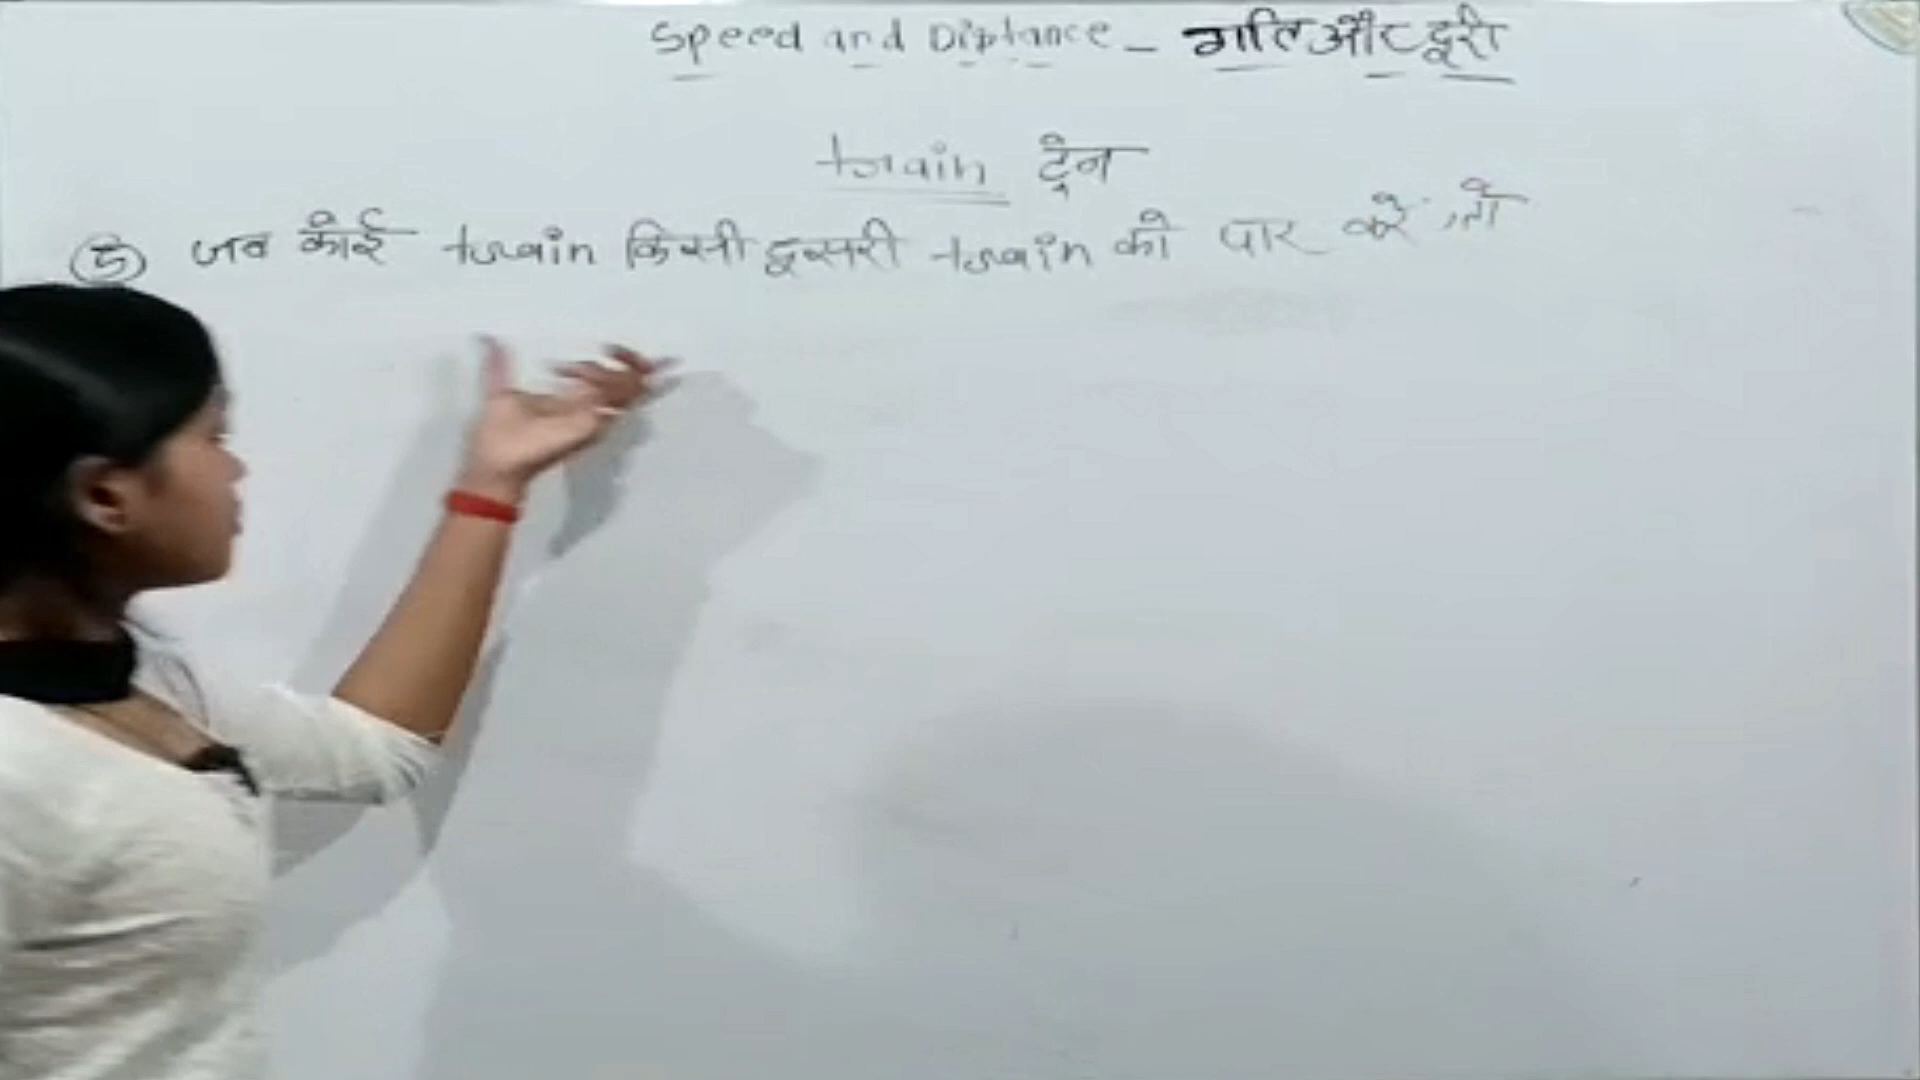 Speed and Distance - गति और दूरी
train ट्रेन
⑤ जब कोई train किसी दूसरी train को पार करें, तो